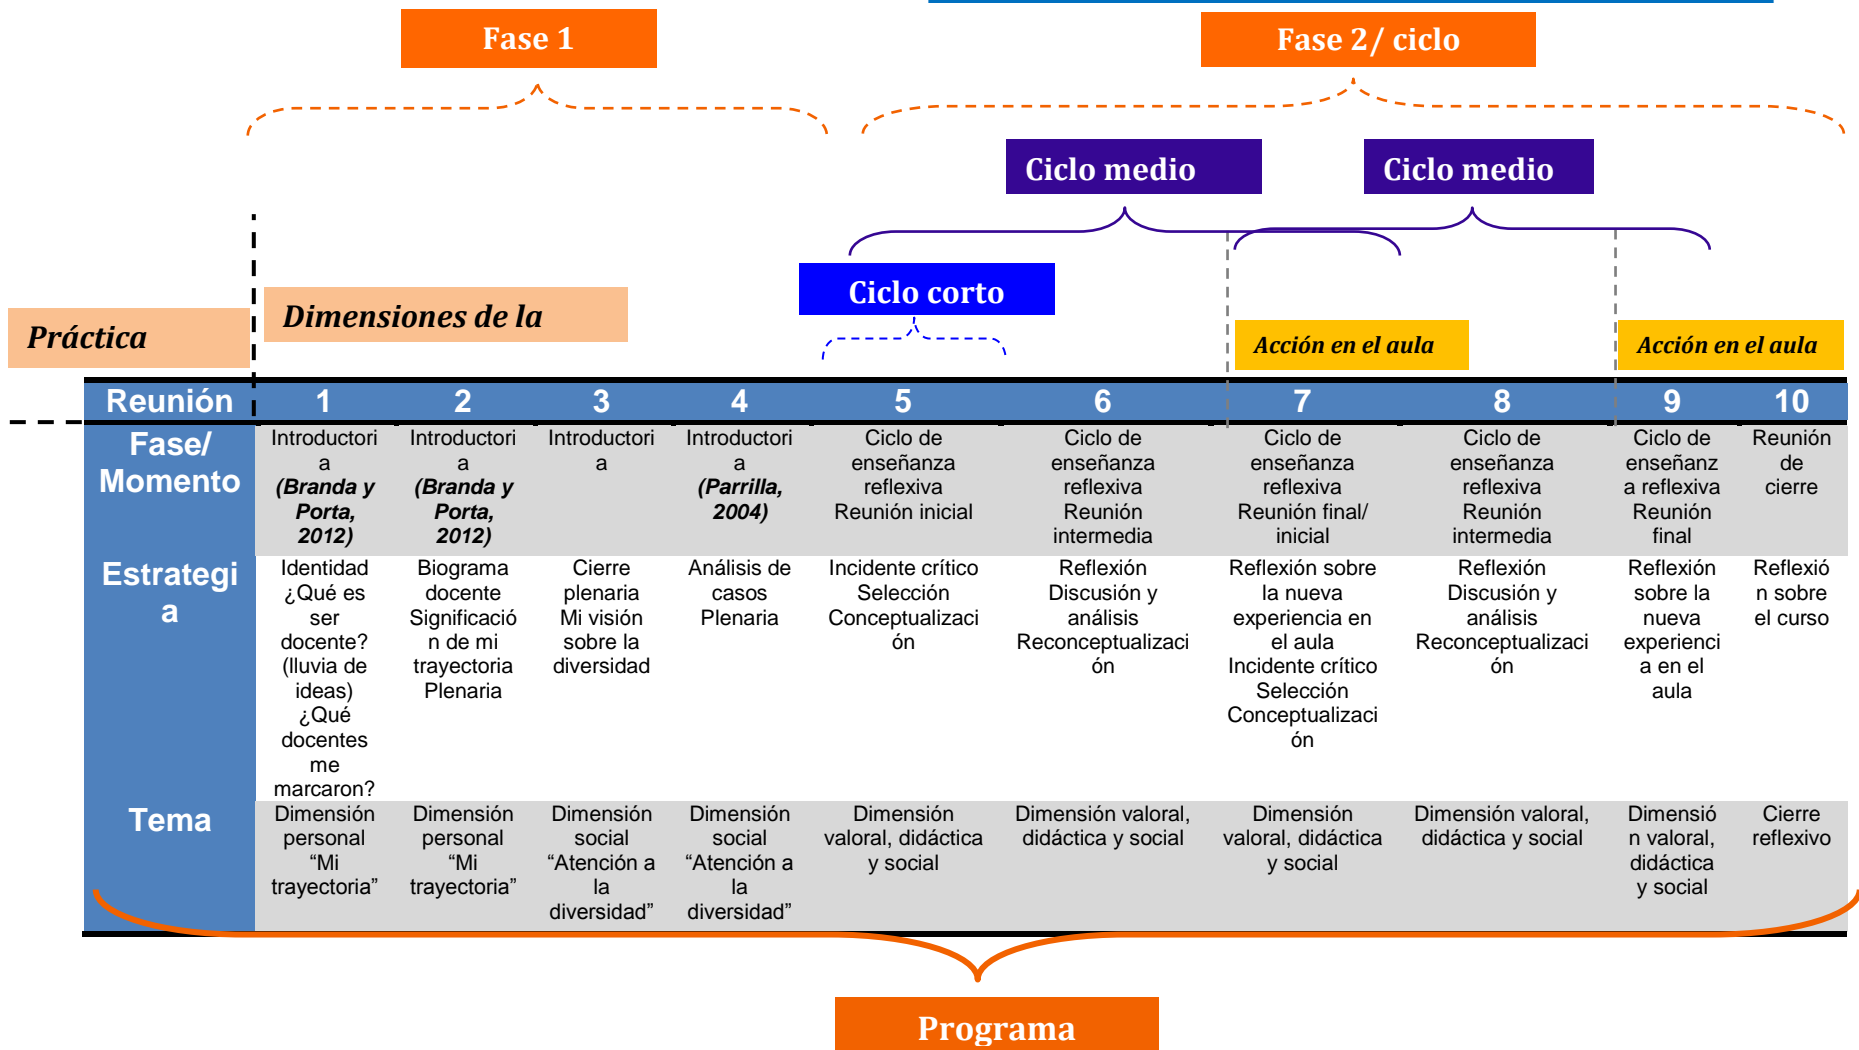 Fase 1
Fase 2/ ciclo
Ciclo medio
Ciclo medio
Ciclo corto
Práctica
Dimensiones de la
Acción en el aula
Acción en el aula
Reunión 1 2 3 4 5 6 7 8 9 10
Fase/
Momento
Introductori
a
(Branda y
Porta,
2012)
Introductori
a
(Branda y
Porta,
2012)
Introductori
a
Introductori
a
(Parrilla,
2004)
Ciclo de
enseñanza
reflexiva
Reunión inicial
Ciclo de
enseñanza
reflexiva
Reunión
intermedia
Ciclo de
enseñanza
reflexiva
Reunión final/
inicial
Ciclo de
enseñanza
reflexiva
Reunión
intermedia
Ciclo de
enseñanz
a reflexiva
Reunión
final
Reunión
de
cierre
Estrategi
a
Identidad
¿Qué es
ser
docente?
(lluvia de
ideas)
¿Qué
docentes
me
marcaron?
Biograma
docente
Significació
n de mi
trayectoria
Plenaria
Cierre
plenaria
Mi visión
sobre la
diversidad
Análisis de
casos
Plenaria
Incidente crítico
Selección
Conceptualizaci
ón
Reflexión
Discusión y
análisis
Reconceptualizaci
ón
Reflexión sobre
la nueva
experiencia en
el aula
Incidente crítico
Selección
Conceptualizaci
ón
Reflexión
Discusión y
análisis
Reconceptualizaci
ón
Reflexión
sobre la
nueva
experienci
a en el
aula
Reflexió
n sobre
el curso
Tema
Dimensión
personal
“Mi
trayectoria”
Dimensión
personal
“Mi
trayectoria”
Dimensión
social
“Atención a
la
diversidad”
Dimensión
social
“Atención a
la
diversidad”
Dimensión
valoral, didáctica
y social
Dimensión valoral,
didáctica y social
Dimensión
valoral, didáctica
y social
Dimensión valoral,
didáctica y social
Dimensió
n valoral,
didáctica
y social
Cierre
reflexivo
Programa